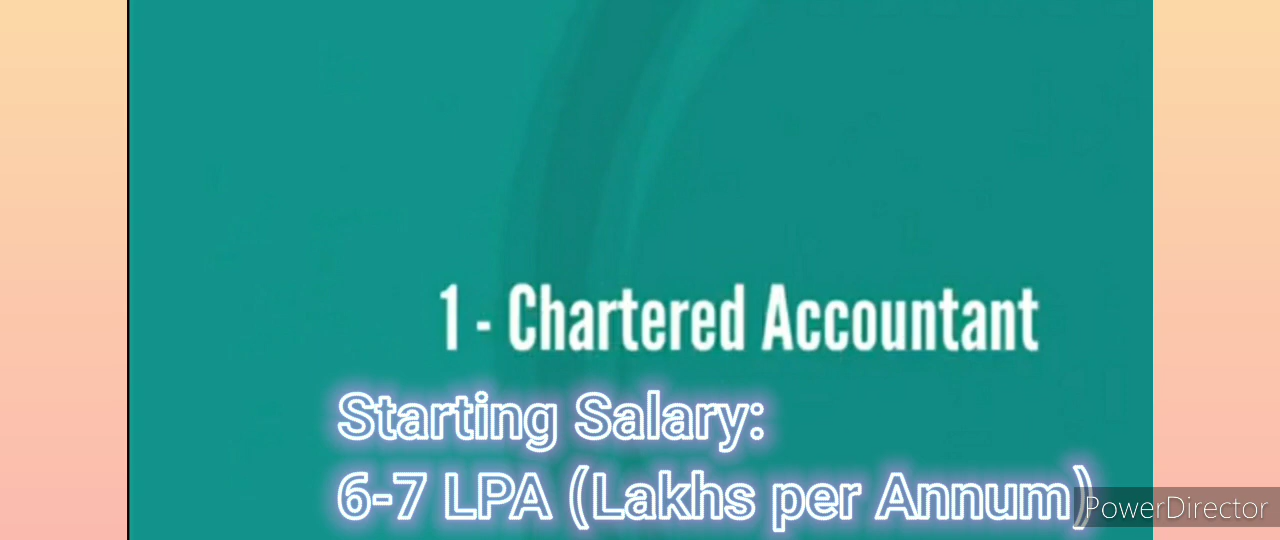 1 - Chartered Accountant
Starting Salary:
6-7 LPA (Lakhs per Annum)
PowerDirector